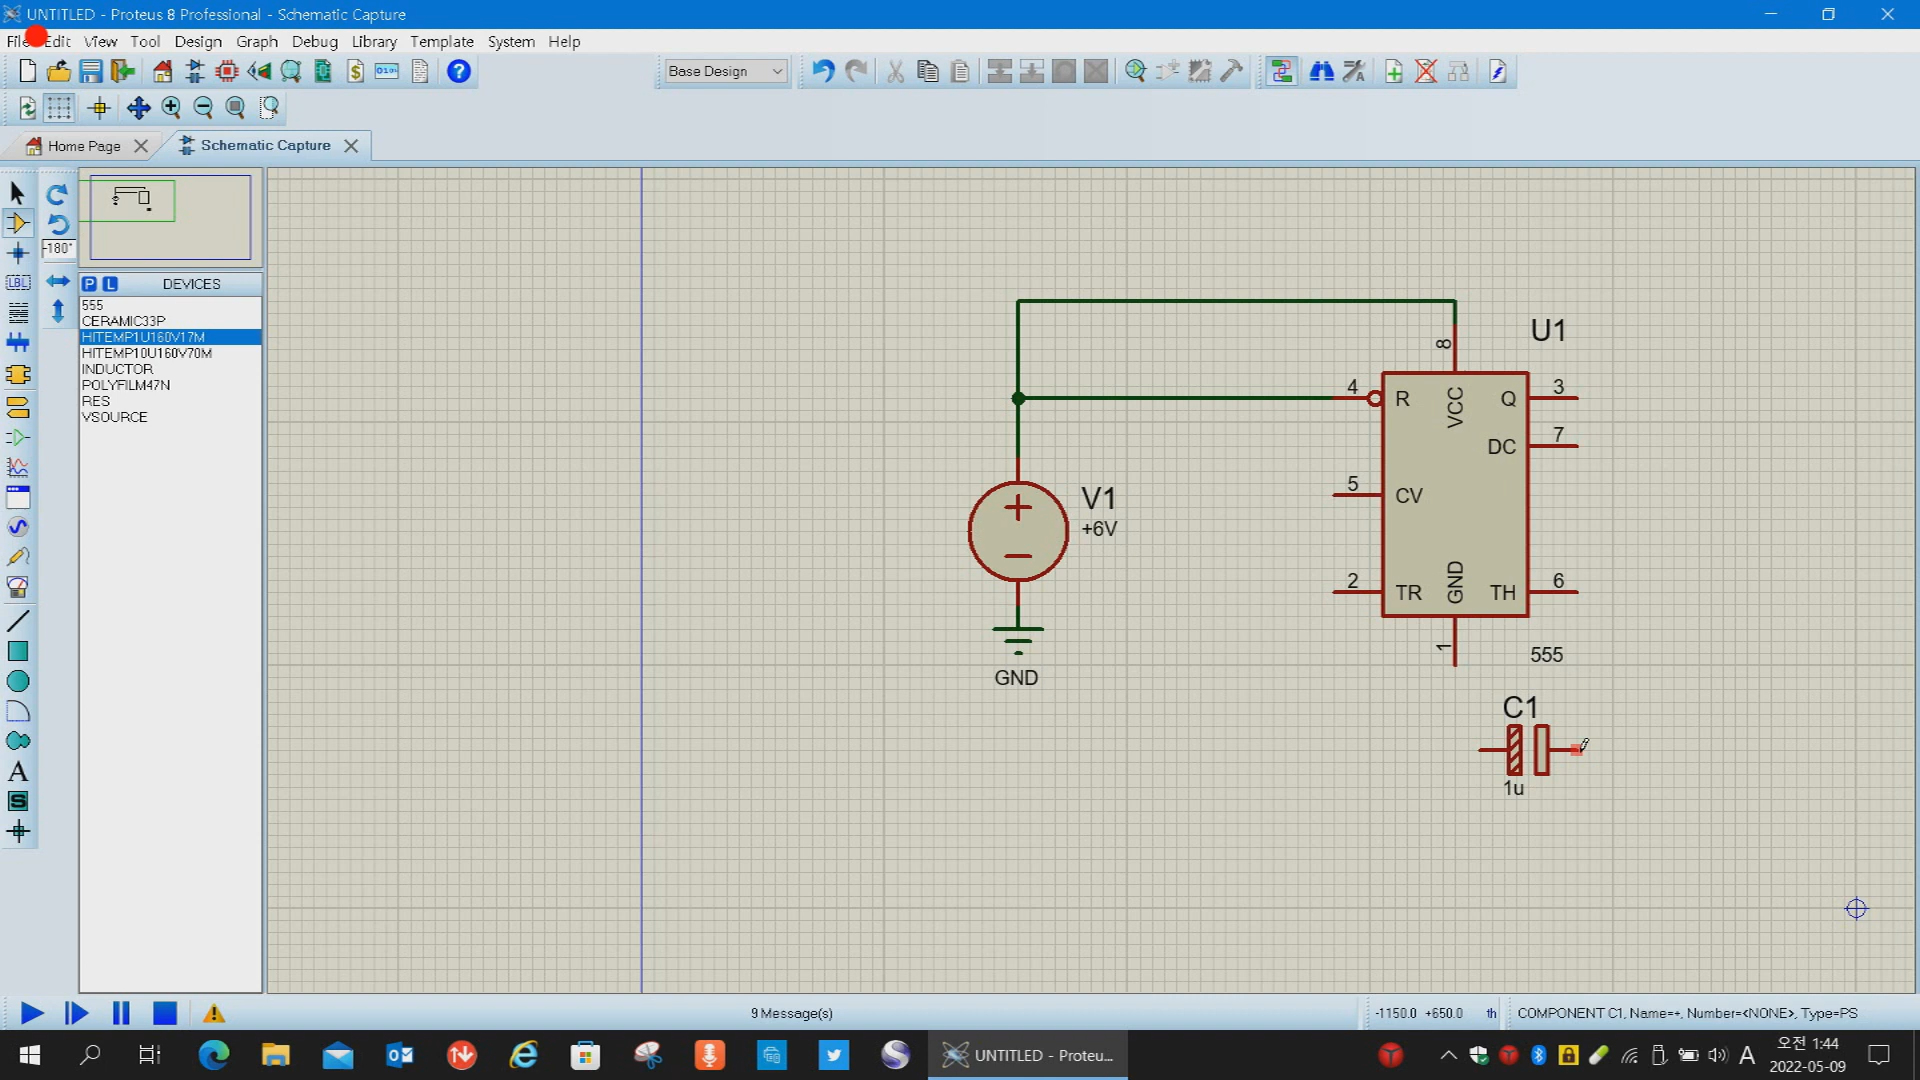 UNTITLED - Proteus 8 Professional - Schematic Capture
File Edit View Tool Design Graph Debug Library Template System Help
Base Design
Home Page
Schematic Capture
-180°
P L DEVICES
555
CERAMIC33P
HITEMP1U160V17M
HITEMP10U160V70M
INDUCTOR
POLYFILM47N
RES
VSOURCE
LBL
A
S
U1
8
4 R VCC Q 3
DC 7
5 CV
2 TR GND TH 6
1
555
V1
+6V
GND
C1
1u
9 Message(s)
-1150.0 +650.0 th
COMPONENT C1, Name=+, Number=<NONE>, Type=PS
UNTITLED - Proteu...
A
오전 1:44
2022-05-09